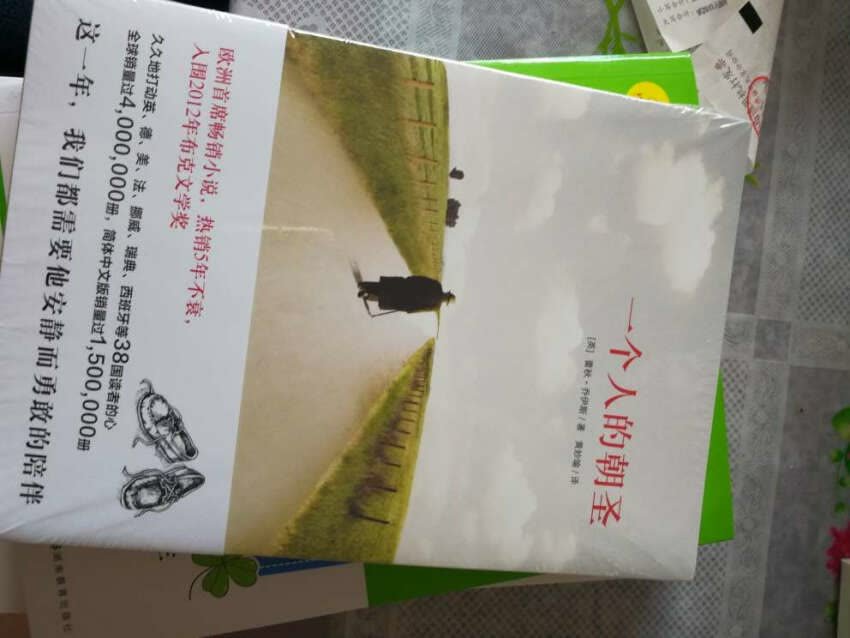 一个人的朝圣
[英] 蕾秋·乔伊斯/著 黄妙瑜/译
欧洲首席畅销小说,热销5年不衰,
入围2012年布克文学奖
久久地打动英、德、美、法、挪威、瑞典、西班牙等38国读者的心
全球销量过4,000,000册,简体中文版销量过1,500,000册
这一年,我们都需要他安静而勇敢的陪伴